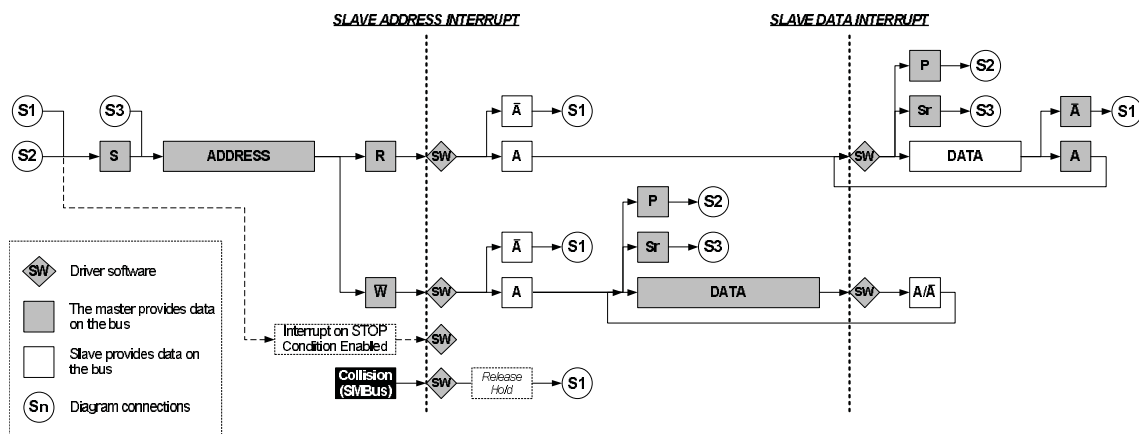 SLAVE ADDRESS INTERRUPT
SLAVE DATA INTERRUPT
P
S2
S1
S3
Ā
S1
Sr
S3
Ā
S1
S2
S
ADDRESS
R
SW
A
SW
DATA
A
P
S2
Ā
S1
Sr
S3
W̅
SW
A
DATA
SW
A/Ā
Interrupt on STOP
Condition Enabled
SW
Collision
(SMBus)
SW
Release
Hold
S1
SW
Driver software
The master provides data
on the bus
Slave provides data on
the bus
Sn
Diagram connections